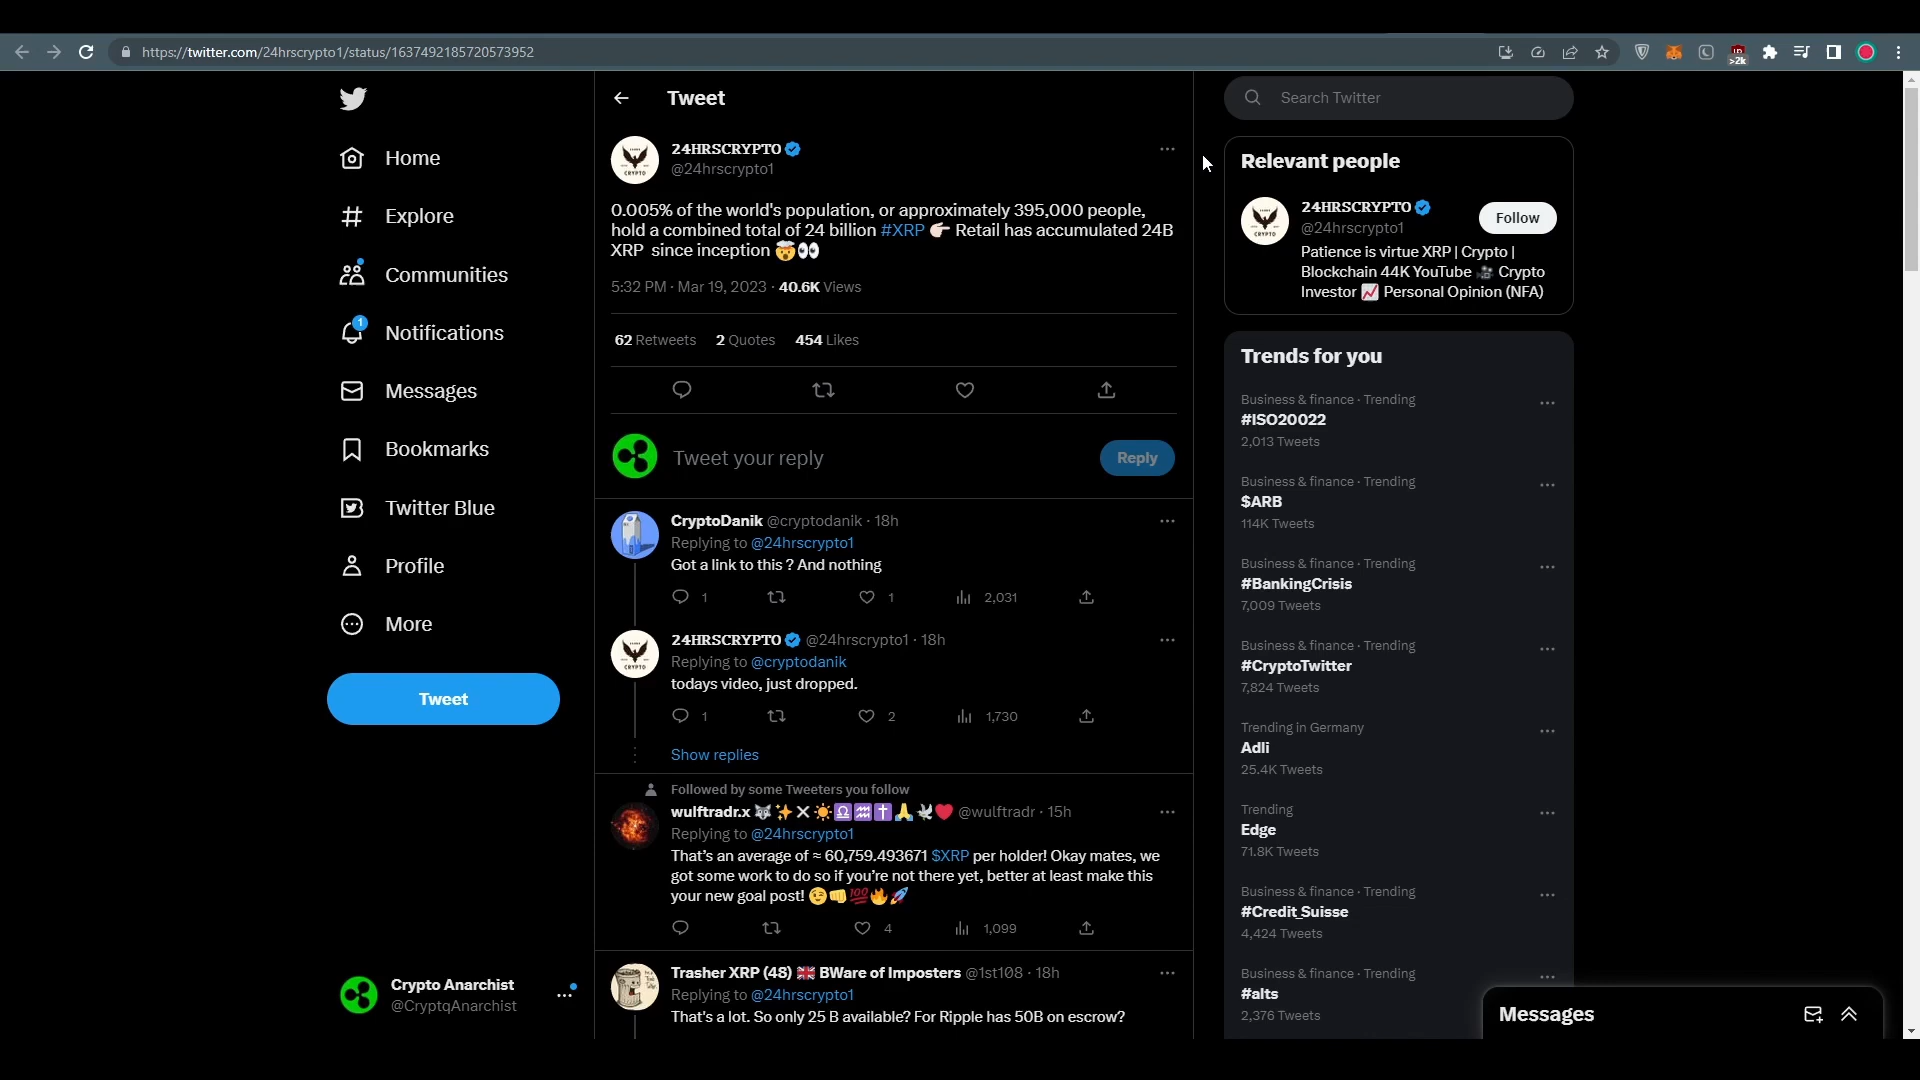 https://twitter.com/24hrscrypto1/status/1637492185720573952
>2k
Home
Explore
Communities
1
Notifications
Messages
Bookmarks
Twitter Blue
Profile
More
Tweet
Crypto Anarchist
@CryptqAnarchist
Tweet
CRYPTO
24HRSCRYPTO
@24hrscrypto1
0.005% of the world's population, or approximately 395,000 people,
hold a combined total of 24 billion #XRP 👉🏻 Retail has accumulated 24B
XRP since inception 🤯👀
5:32 PM · Mar 19, 2023 · 40.6K Views
62 Retweets 2 Quotes 454 Likes
Tweet your reply
Reply
CryptoDanik @cryptodanik · 18h
Replying to @24hrscrypto1
Got a link to this ? And nothing
1 1 2,031
CRYPTO
24HRSCRYPTO @24hrscrypto1 · 18h
Replying to @cryptodanik
todays video, just dropped.
1 2 1,730
Show replies
Followed by some Tweeters you follow
wulftradr.x 🐺✨✖️☀️♎♒✝️🙏🕊️❤️ @wulftradr · 15h
Replying to @24hrscrypto1
That’s an average of ≈ 60,759.493671 $XRP per holder! Okay mates, we
got some work to do so if you’re not there yet, better at least make this
your new goal post! 😉👊💯🔥🚀
4 1,099
Trasher XRP (48) 🇬🇧 BWare of Imposters @1st108 · 18h
Replying to @24hrscrypto1
That's a lot. So only 25 B available? For Ripple has 50B on escrow?
Search Twitter
Relevant people
CRYPTO
24HRSCRYPTO
@24hrscrypto1
Follow
Patience is virtue XRP | Crypto |
Blockchain 44K YouTube 🎥 Crypto
Investor 📈 Personal Opinion (NFA)
Trends for you
Business & finance · Trending
#ISO20022
2,013 Tweets
Business & finance · Trending
$ARB
114K Tweets
Business & finance · Trending
#BankingCrisis
7,009 Tweets
Business & finance · Trending
#CryptoTwitter
7,824 Tweets
Trending in Germany
Adli
25.4K Tweets
Trending
Edge
71.8K Tweets
Business & finance · Trending
#Credit_Suisse
4,424 Tweets
Business & finance · Trending
#alts
2,376 Tweets
Messages